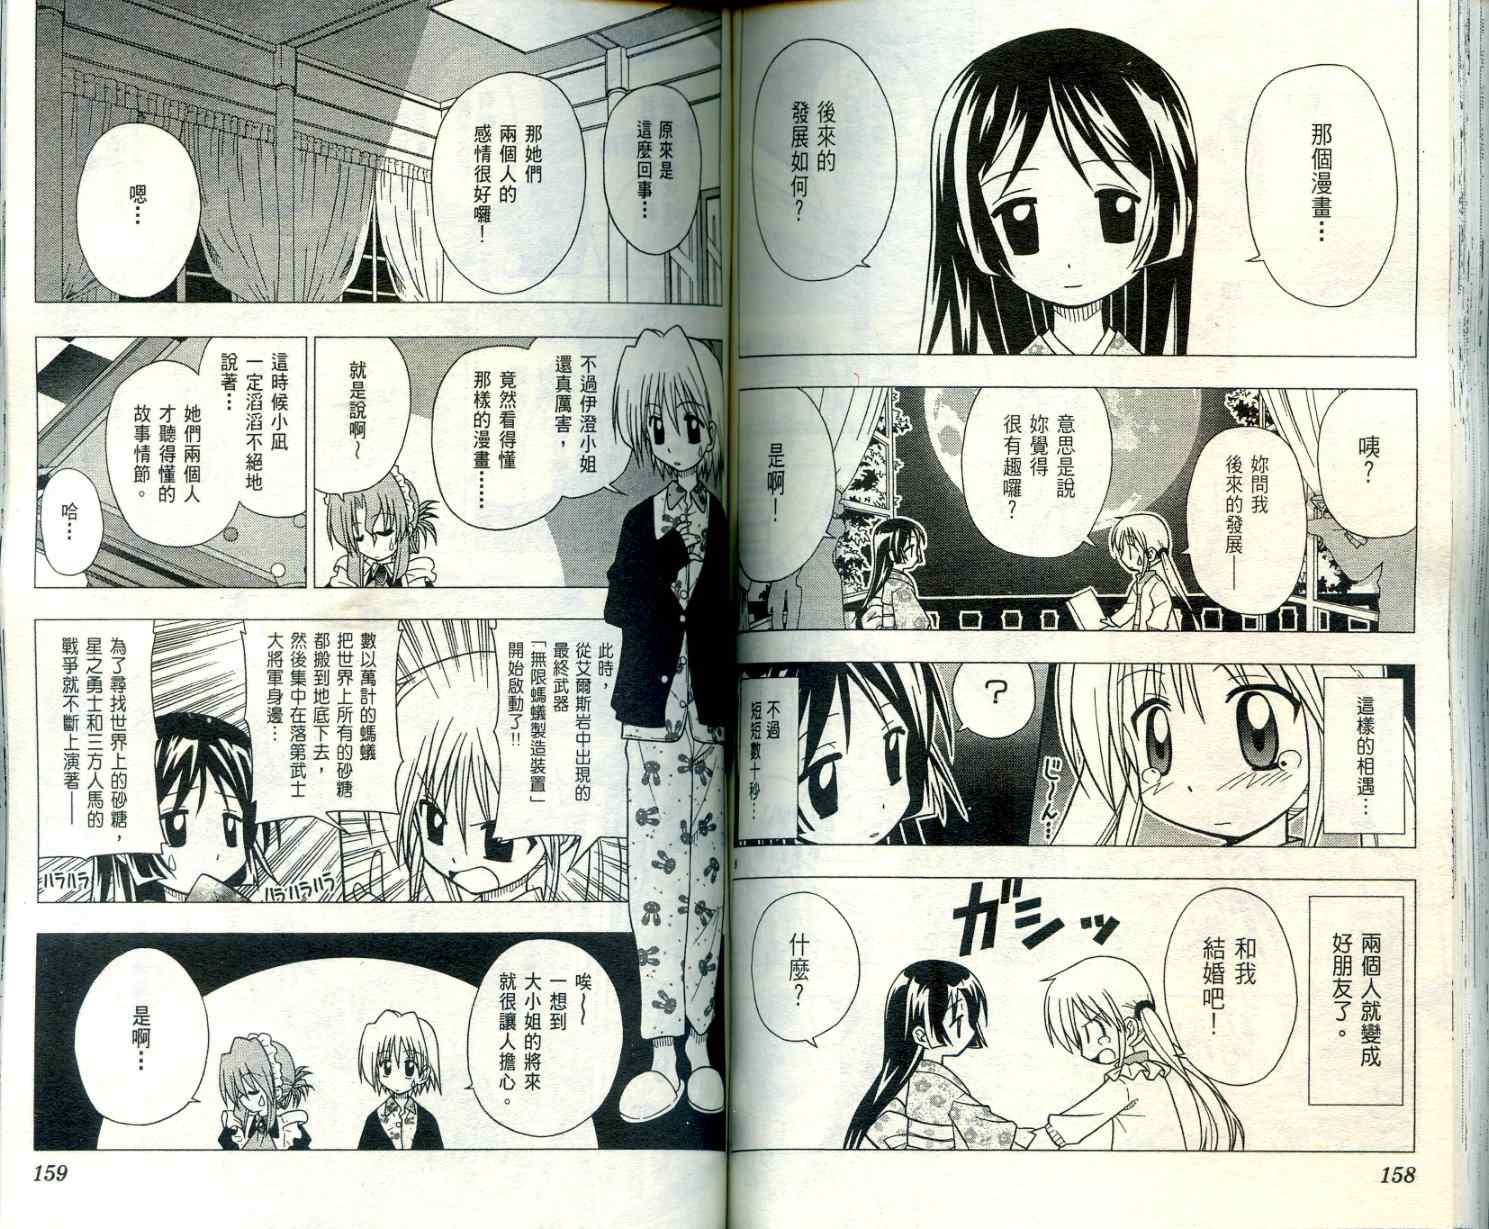 那個漫畫…
後來的
發展如何?
咦?
妳問我
後來的發展——
意思是說
妳覺得
很有趣囉?
是啊!
這樣的相遇…
じ～ん…
?
不過
短短數十秒…
兩個人就變成
好朋友了。
和我
結婚吧!
ガシッ
什麼?
158
原來是
這麼回事…
那她們
兩個人的
感情很好囉!
嗯…
不過伊澄小姐
還真厲害,
竟然看得懂
那樣的漫畫……
就是說啊~
這時候小凪
一定滔滔不絕地
說著…
她們兩個人
才聽得懂的
故事情節。
哈…
此時,
從艾爾斯岩中出現的
最終武器
「無限螞蟻製造裝置」
開始啟動了!!
數以萬計的螞蟻
把世界上所有的砂糖
都搬到地底下去,
然後集中在落第武士
大將軍身邊…
為了尋找世界上的砂糖,
星之勇士和三方人馬的
戰爭就不斷上演著——
ハラハラハラ
ハラハラ
唉~~
一想到
大小姐的將來
就很讓人擔心。
是啊…
159